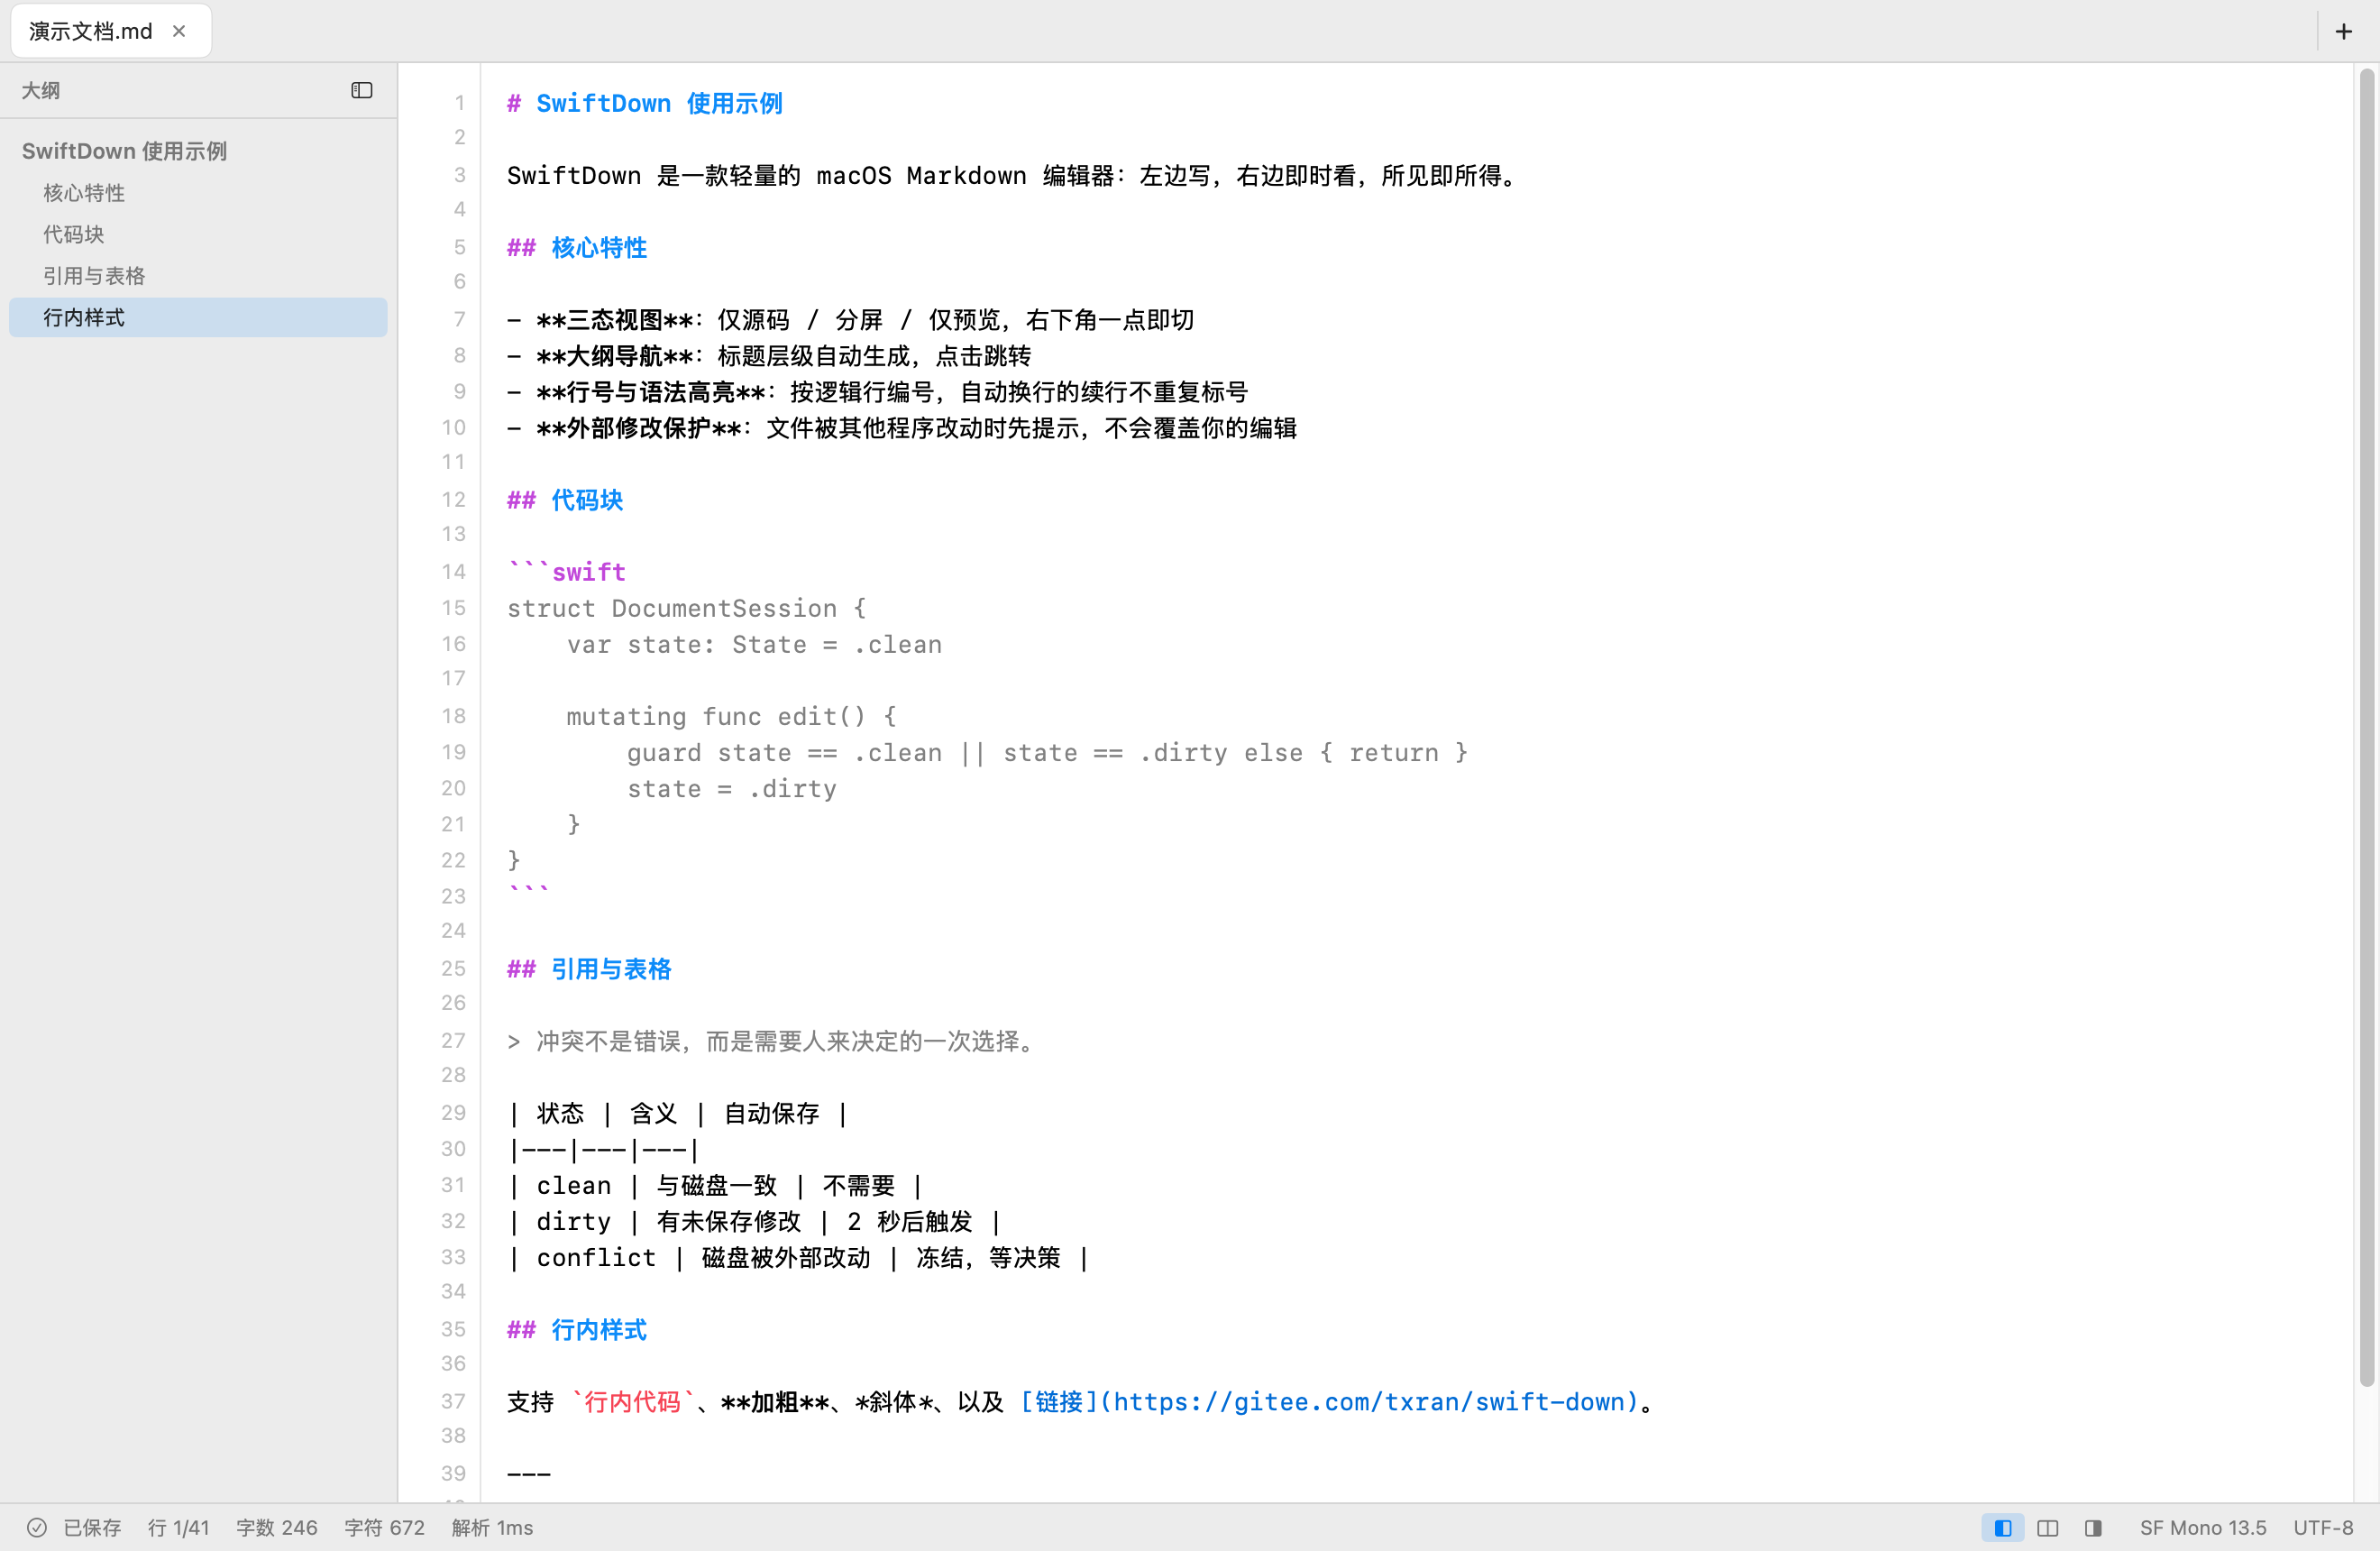 演示文档.md ×
+
大纲
SwiftDown 使用示例
核心特性
代码块
引用与表格
行内样式
1 # SwiftDown 使用示例
2
3 SwiftDown 是一款轻量的 macOS Markdown 编辑器：左边写，右边即时看，所见即所得。
4
5 ## 核心特性
6
7 - **三态视图**：仅源码 / 分屏 / 仅预览，右下角一点即切
8 - **大纲导航**：标题层级自动生成，点击跳转
9 - **行号与语法高亮**：按逻辑行编号，自动换行的续行不重复标号
10 - **外部修改保护**：文件被其他程序改动时先提示，不会覆盖你的编辑
11
12 ## 代码块
13
14 ```swift
15 struct DocumentSession {
16     var state: State = .clean
17
18     mutating func edit() {
19         guard state == .clean || state == .dirty else { return }
20         state = .dirty
21     }
22 }
23 ```
24
25 ## 引用与表格
26
27 > 冲突不是错误，而是需要人来决定的一次选择。
28
29 | 状态 | 含义 | 自动保存 |
30 |---|---|---|
31 | clean | 与磁盘一致 | 不需要 |
32 | dirty | 有未保存修改 | 2 秒后触发 |
33 | conflict | 磁盘被外部改动 | 冻结，等决策 |
34
35 ## 行内样式
36
37 支持 `行内代码`、**加粗**、*斜体*、以及 [链接](https://gitee.com/txran/swift-down)。
38
39 ---
已保存 行 1/41 字数 246 字符 672 解析 1ms SF Mono 13.5 UTF-8